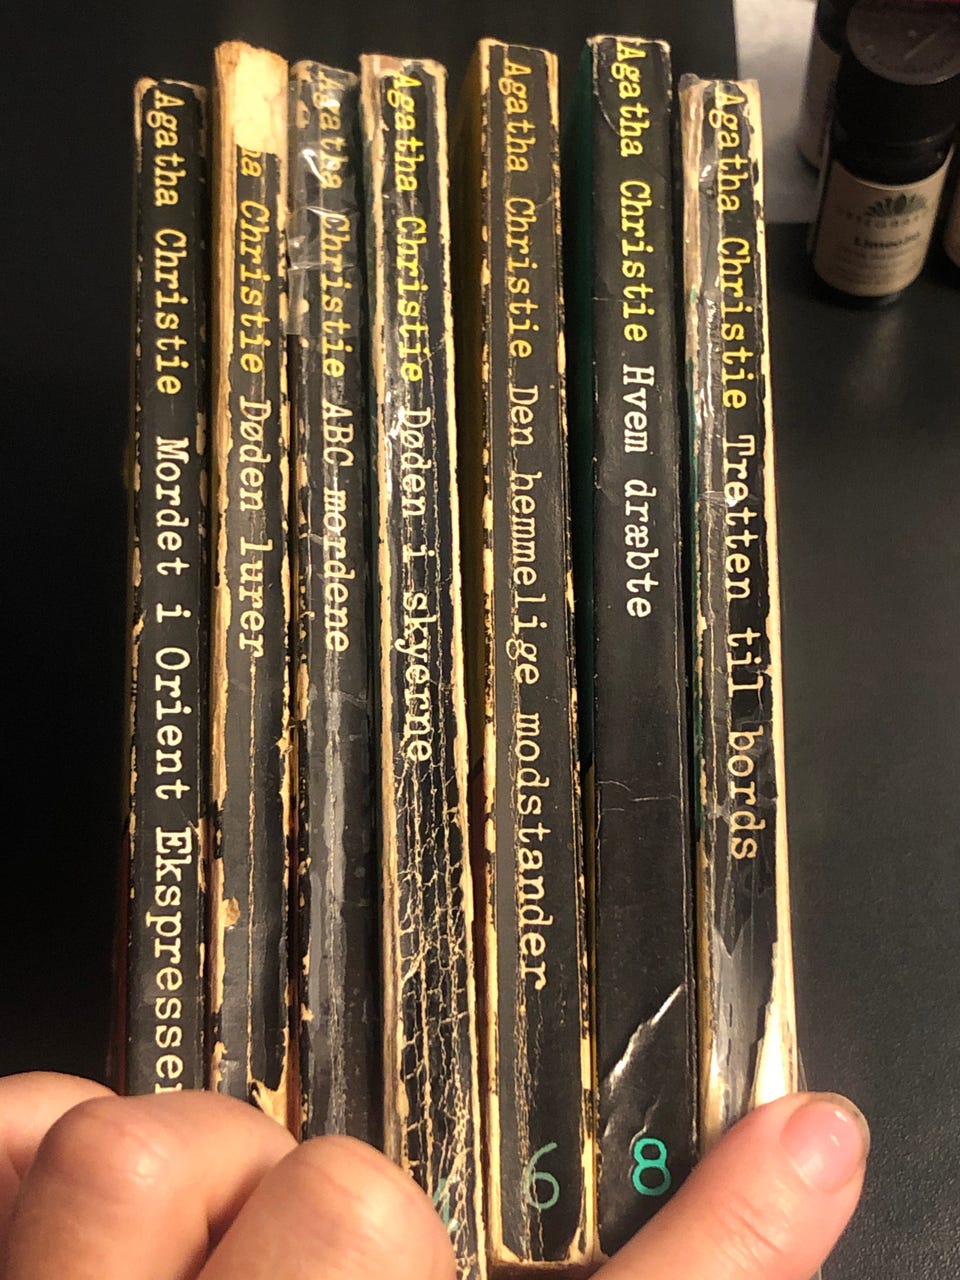 Agatha Christie Mordet i Orient Ekspressen
Christie Døden lurer
Agatha Christie ABC-mordene
Agatha Christie Døden i skyerne
Agatha Christie Den hemmelige modstander
6
Agatha Christie Hvem dræbte
8
Agatha Christie Tretten til bords